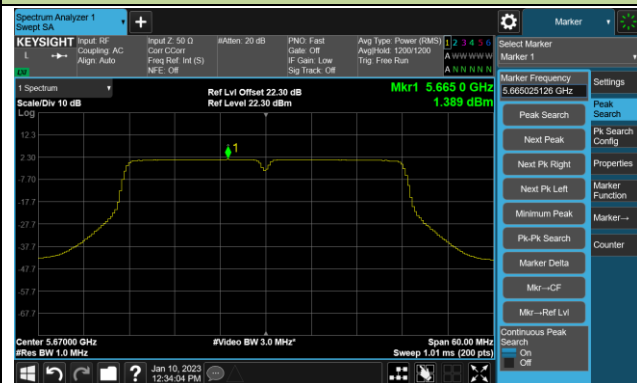 Spectrum Analyzer 1
Swept SA
+
Marker
KEYSIGHT
L
Input: RF
Coupling: AC
Align: Auto
Input Z: 50 Ω
Corr CCorr
Freq Ref: Int (S)
NFE: Off
#Atten: 20 dB
PNO: Fast
Gate: Off
IF Gain: Low
Sig Track: Off
Avg Type: Power (RMS)
Avg|Hold: 1200/1200
Trig: Free Run
1 2 3 4 5 6
A W W W W W
A N N N N N
Select Marker
Marker 1
1 Spectrum
Scale/Div 10 dB
Ref Lvl Offset 22.30 dB
Ref Level 22.30 dBm
Mkr1 5.665 0 GHz
1.389 dBm
Log
12.3
2.30
-7.70
-17.7
-27.7
-37.7
-47.7
-57.7
-67.7
1
Center 5.67000 GHz
#Res BW 1.0 MHz
#Video BW 3.0 MHz*
Span 60.00 MHz
Sweep 1.01 ms (200 pts)
Marker Frequency
5.665025126 GHz
Peak Search
Next Peak
Next Pk Right
Next Pk Left
Minimum Peak
Pk-Pk Search
Marker Delta
Mkr→CF
Mkr→Ref Lvl
Continuous Peak
Search
On
Off
Settings
Peak
Search
Pk Search
Config
Properties
Marker
Function
Marker→
Counter
?
Jan 10, 2023
12:34:04 PM